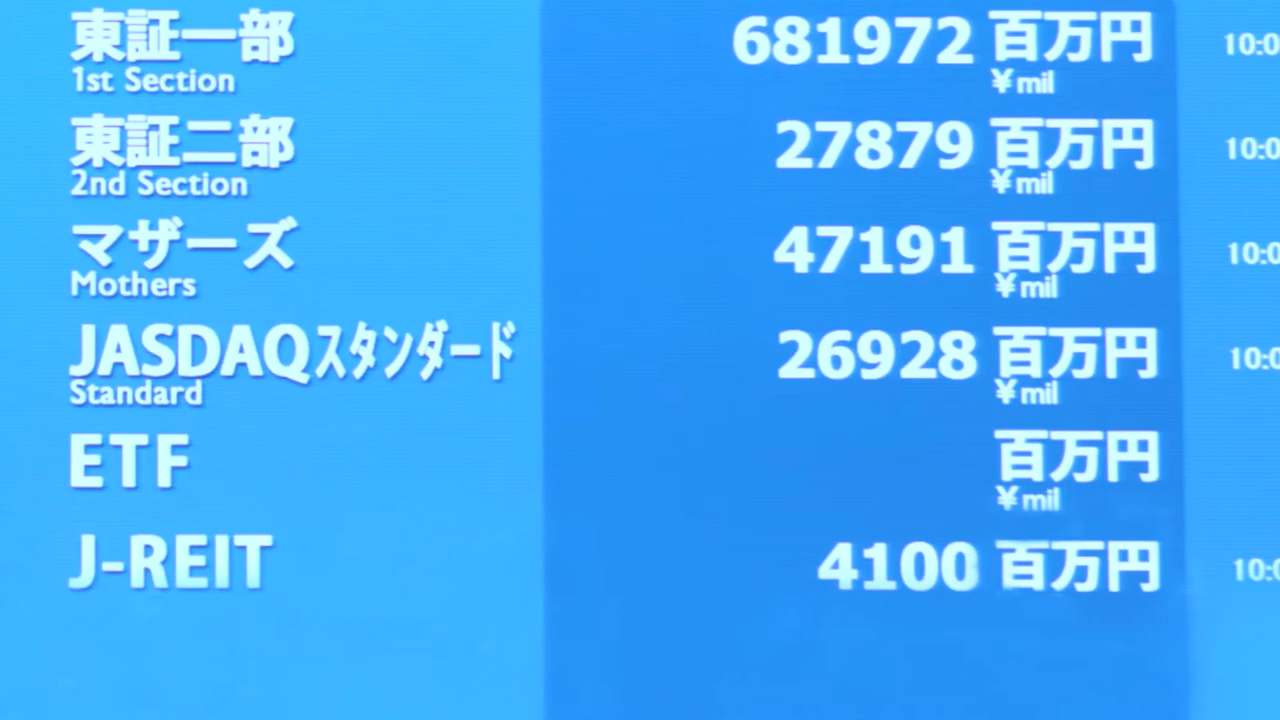 東証一部 681972 百万円 10:0
1st Section ¥mil
東証二部 27879 百万円 10:0
2nd Section ¥mil
マザーズ 47191 百万円 10:0
Mothers ¥mil
JASDAQスタンダード 26928 百万円 10:0
Standard ¥mil
ETF 百万円
¥mil
J-REIT 4100 百万円 10:0